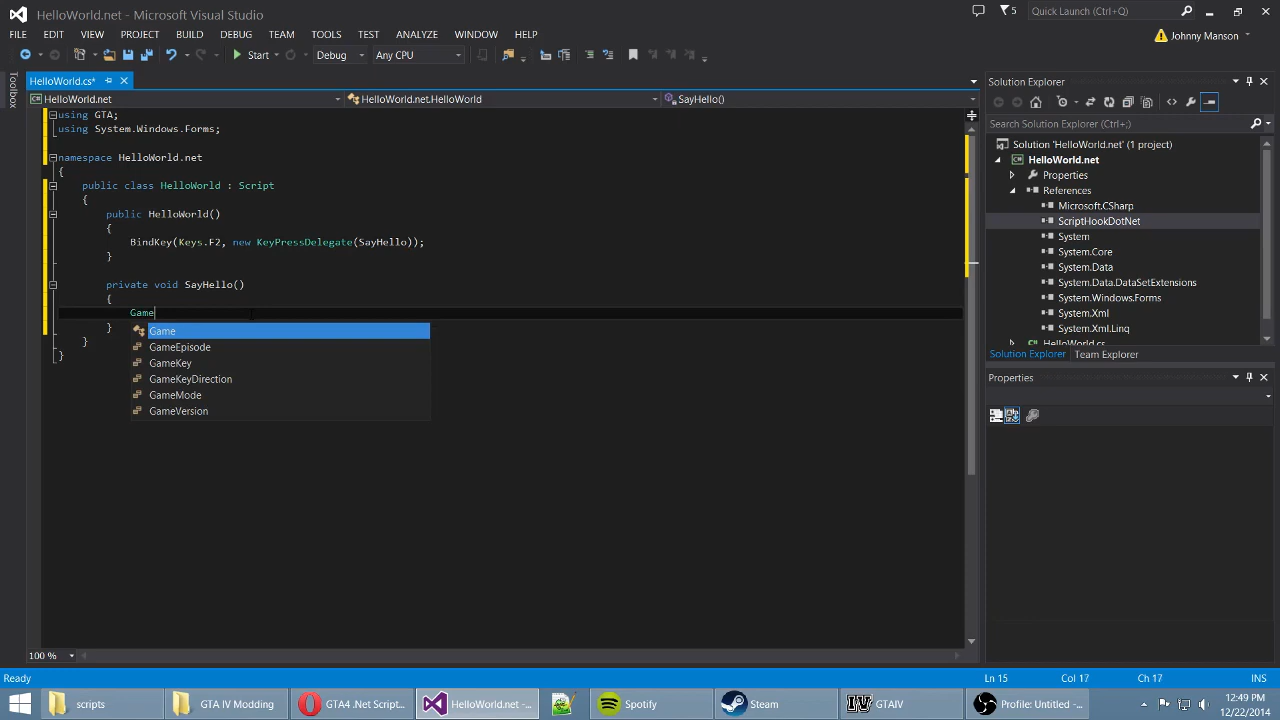 HelloWorld.net - Microsoft Visual Studio
5
Quick Launch (Ctrl+Q)
FILE EDIT VIEW PROJECT BUILD DEBUG TEAM TOOLS TEST ANALYZE WINDOW HELP
Johnny Manson
Start Debug Any CPU
Toolbox
HelloWorld.cs*
HelloWorld.net HelloWorld.net.HelloWorld SayHello()
using GTA;
using System.Windows.Forms;
namespace HelloWorld.net
{
public class HelloWorld : Script
{
public HelloWorld()
{
BindKey(Keys.F2, new KeyPressDelegate(SayHello));
}
private void SayHello()
{
Game
}
}
}
Game
GameEpisode
GameKey
GameKeyDirection
GameMode
GameVersion
100 %
Solution Explorer
Search Solution Explorer (Ctrl+;)
Solution 'HelloWorld.net' (1 project)
HelloWorld.net
Properties
References
Microsoft.CSharp
ScriptHookDotNet
System
System.Core
System.Data
System.Data.DataSetExtensions
System.Windows.Forms
System.Xml
System.Xml.Linq
HelloWorld.cs
Solution Explorer Team Explorer
Properties
Ready Ln 15 Col 17 Ch 17 INS
scripts GTA IV Modding GTA4 .Net Script... HelloWorld.net -... Spotify Steam GTAIV Profile: Untitled -...
12:49 PM
12/22/2014